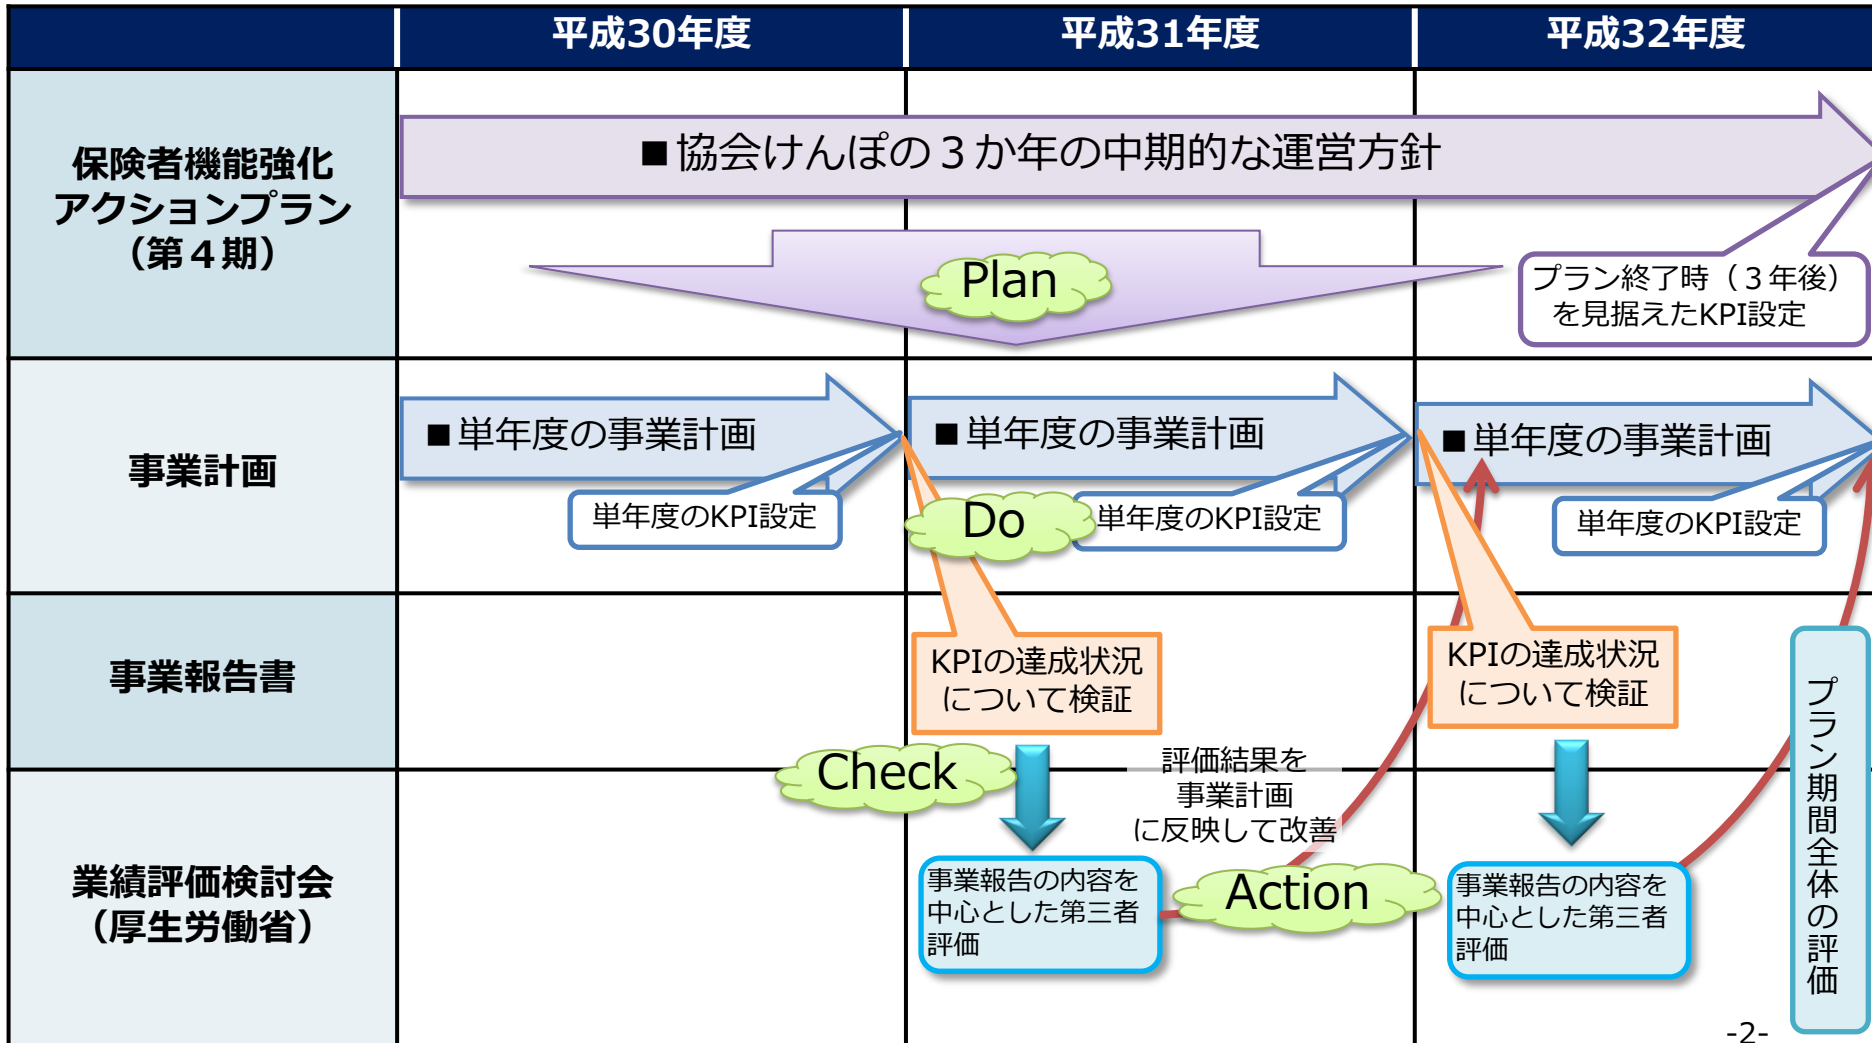 平成30年度
平成31年度
平成32年度
保険者機能強化
アクションプラン
（第４期）
■協会けんぽの３か年の中期的な運営方針
Plan
プラン終了時（３年後）
を見据えたKPI設定
事業計画
■単年度の事業計画
単年度のKPI設定
■単年度の事業計画
Do
単年度のKPI設定
■単年度の事業計画
単年度のKPI設定
事業報告書
KPIの達成状況
について検証
KPIの達成状況
について検証
Check
評価結果を
事業計画
に反映して改善
プラン期間全体の評価
業績評価検討会
（厚生労働省）
事業報告の内容を
中心とした第三者
評価
Action
事業報告の内容を
中心とした第三者
評価
-2-